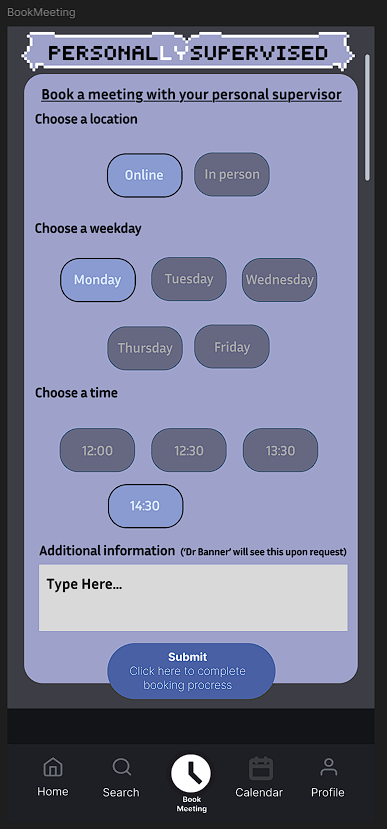 BookMeeting
PERSONALLYSUPERVISED
Book a meeting with your personal supervisor
Choose a location
Online
In person
Choose a weekday
Monday
Tuesday
Wednesday
Thursday
Friday
Choose a time
12:00
12:30
13:30
14:30
Additional information ('Dr Banner' will see this upon request)
Type Here...
Submit
Click here to complete
booking procress
Home
Search
Book
Meeting
Calendar
Profile